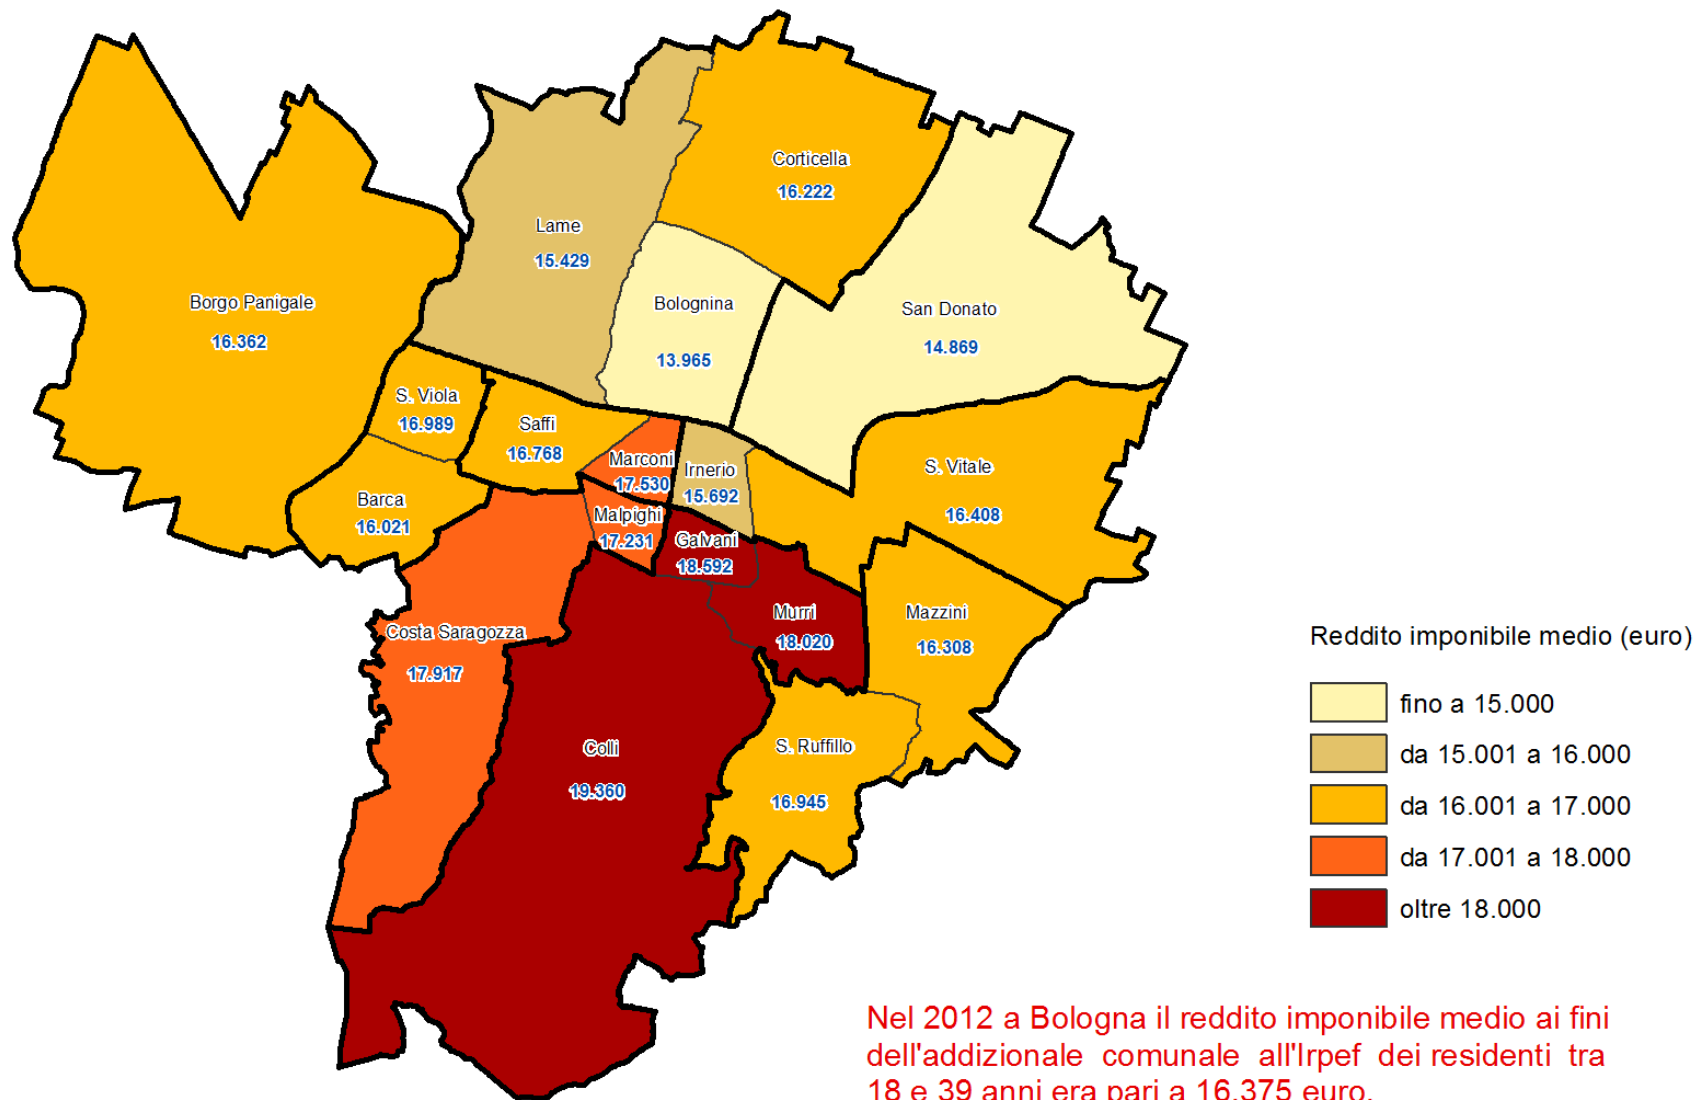 Corticella
16.222
Lame
15.429
Borgo Panigale
16.362
Bolognina
13.965
San Donato
14.869
S. Viola
16.989
Saffi
16.768
Marconi
17.530
Irnerio
15.692
S. Vitale
16.408
Barca
16.021
Malpighi
17.231
Galvani
18.592
Murri
18.020
Mazzini
16.308
Costa Saragozza
17.917
Colli
19.360
S. Ruffillo
16.945
Reddito imponibile medio (euro)
fino a 15.000
da 15.001 a 16.000
da 16.001 a 17.000
da 17.001 a 18.000
oltre 18.000
Nel 2012 a Bologna il reddito imponibile medio ai fini
dell'addizionale comunale all'Irpef dei residenti tra
18 e 39 anni era pari a 16.375 euro.